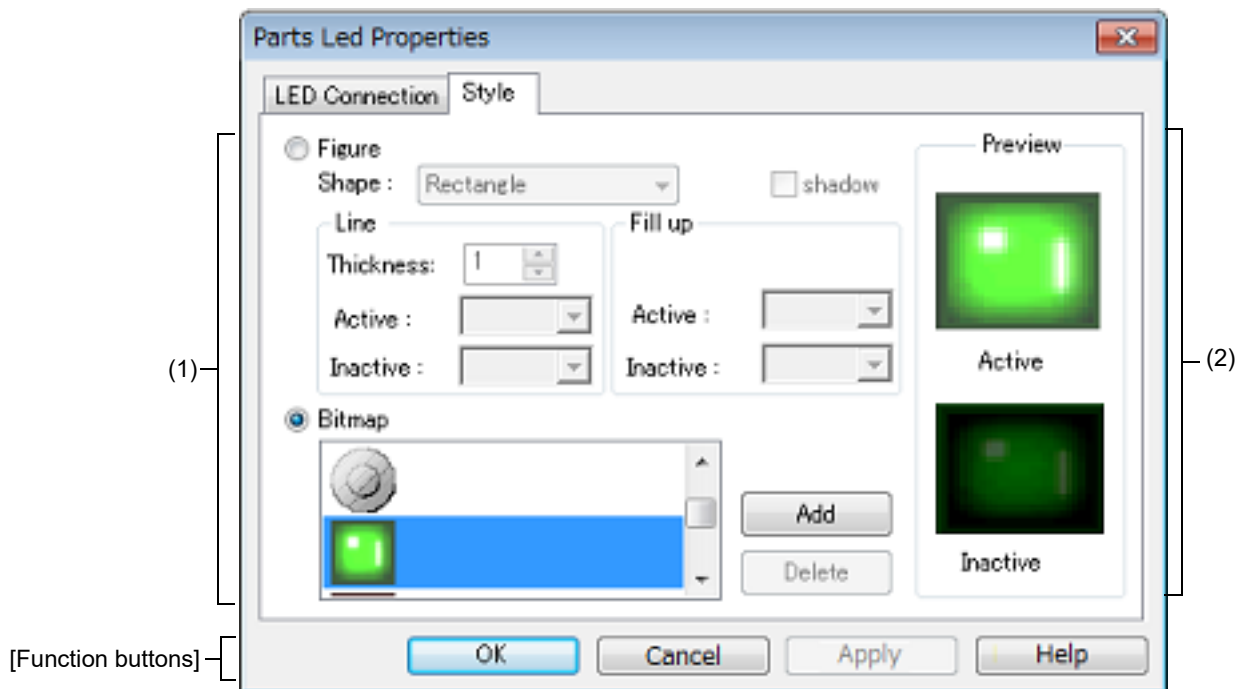 Parts Led Properties
LED Connection Style
Figure
Shape : Rectangle shadow
Line
Thickness: 1
Active :
Inactive :
Fill up
Active :
Inactive :
Bitmap
Add
Delete
Preview
Active
Inactive
(1)
(2)
[Function buttons]
OK Cancel Apply Help